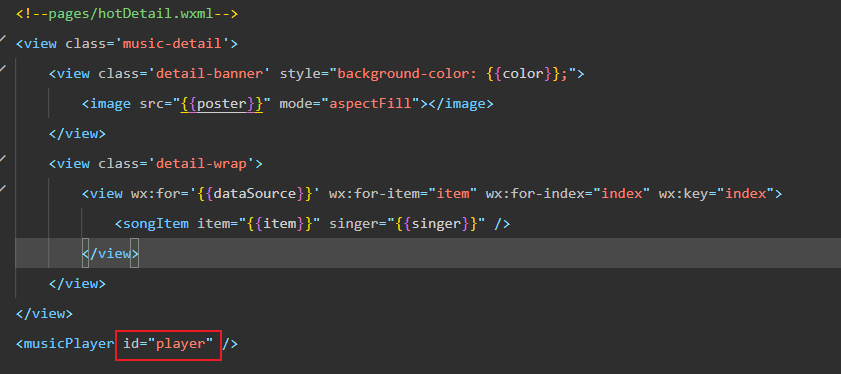 <!--pages/hotDetail.wxml-->
<view class='music-detail'>
    <view class='detail-banner' style="background-color: {{color}};">
        <image src="{{poster}}" mode="aspectFill"></image>
    </view>
    <view class='detail-wrap'>
        <view wx:for='{{dataSource}}' wx:for-item="item" wx:for-index="index" wx:key="index">
            <songItem item="{{item}}" singer="{{singer}}" />
        </view>
    </view>
</view>
<musicPlayer id="player" />